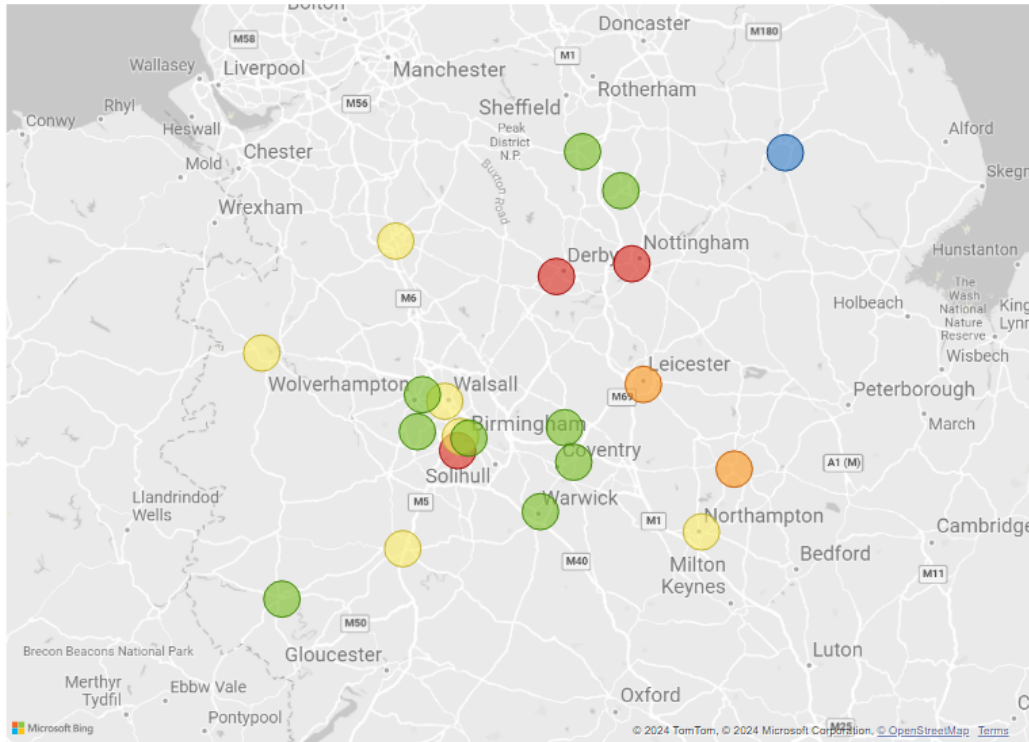 Bolton
Doncaster
M180
M58
M1
Wallasey
Liverpool
Manchester
Rotherham
Rhyl
M56
Sheffield
Conwy
Heswall
Peak
District
N.P.
Alford
Chester
Mold
Buxton Road
Skegn
Wrexham
Nottingham
Derby
Hunstanton
M6
The
Wash
National
Nature
Reserve
Holbeach
King
Lynn
Wisbech
Leicester
Wolverhampton
Walsall
M69
Peterborough
March
Birmingham
Coventry
A1 (M)
Solihull
Llandrindod
Wells
M5
Warwick
M1
Northampton
Cambridge
Bedford
M40
Milton
Keynes
M11
M50
Brecon Beacons National Park
Gloucester
Luton
Merthyr
Tydfil
Ebbw Vale
Oxford
Pontypool
M25
Microsoft Bing
© 2024 TomTom, © 2024 Microsoft Corporation, © OpenStreetMap Terms